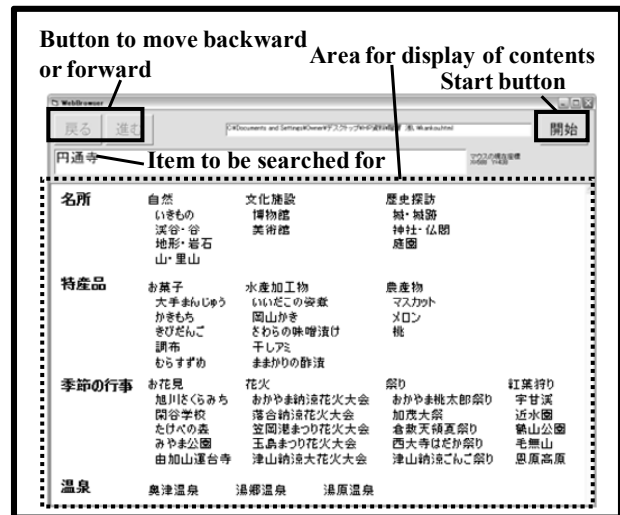 Button to move backward
or forward
Area for display of contents
Start button
WebBrowser
戻る 進む
開始
円通寺
Item to be searched for
マウスの現在座標
名所 自然 文化施設 歴史探訪
いきもの 博物館 城・城跡
渓谷・谷 美術館 神社・仏閣
地形・岩石 庭園
山・里山
特産品 お菓子 水産加工物 農産物
大手まんじゅう いいだこの姿煮 マスカット
かきもち 岡山かき メロン
きびだんご さわらの味噌漬け 桃
調布 干しアミ
むらすずめ ままかりの酢漬
季節の行事 お花見 花火 祭り 紅葉狩り
旭川さくらみち おかやま納涼花火大会 おかやま桃太郎祭り 宇甘渓
閑谷学校 落合納涼花火大会 加茂大祭 近水園
たけべの森 笠岡港まつり花火大会 倉敷天領夏祭り 鶴山公園
みやま公園 玉島まつり花火大会 西大寺はだか祭り 毛無山
由加山蓮台寺 津山納涼大花火大会 津山納涼ごんご祭り 恩原高原
温泉 奥津温泉 湯郷温泉 湯原温泉